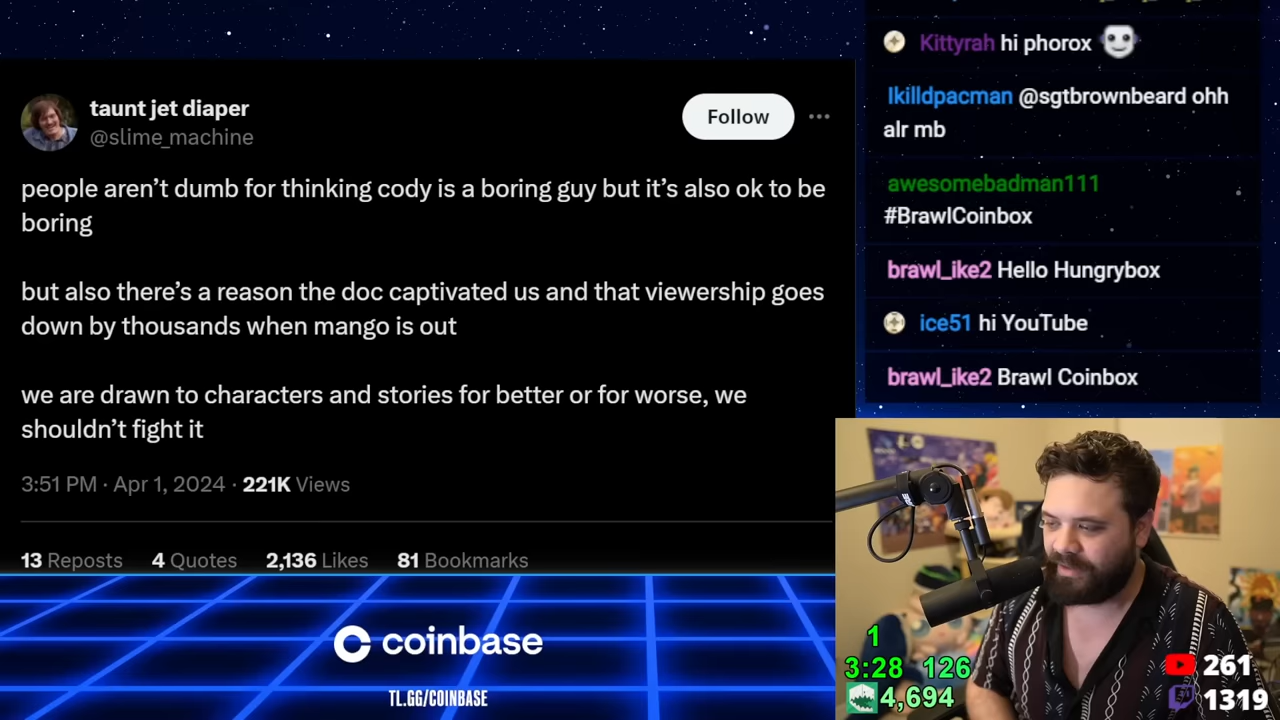 taunt jet diaper
@slime_machine
Follow
people aren't dumb for thinking cody is a boring guy but it's also ok to be
boring
but also there's a reason the doc captivated us and that viewership goes
down by thousands when mango is out
we are drawn to characters and stories for better or for worse, we
shouldn't fight it
3:51 PM · Apr 1, 2024 · 221K Views
13 Reposts 4 Quotes 2,136 Likes 81 Bookmarks
coinbase
TL.GG/COINBASE
Kittyrah hi phorox
Ikilldpacman @sgtbrownbeard ohh
alr mb
awesomebadman111
#BrawlCoinbox
brawl_ike2 Hello Hungrybox
ice51 hi YouTube
brawl_ike2 Brawl Coinbox
1
3:28 126
4,694
261
1319